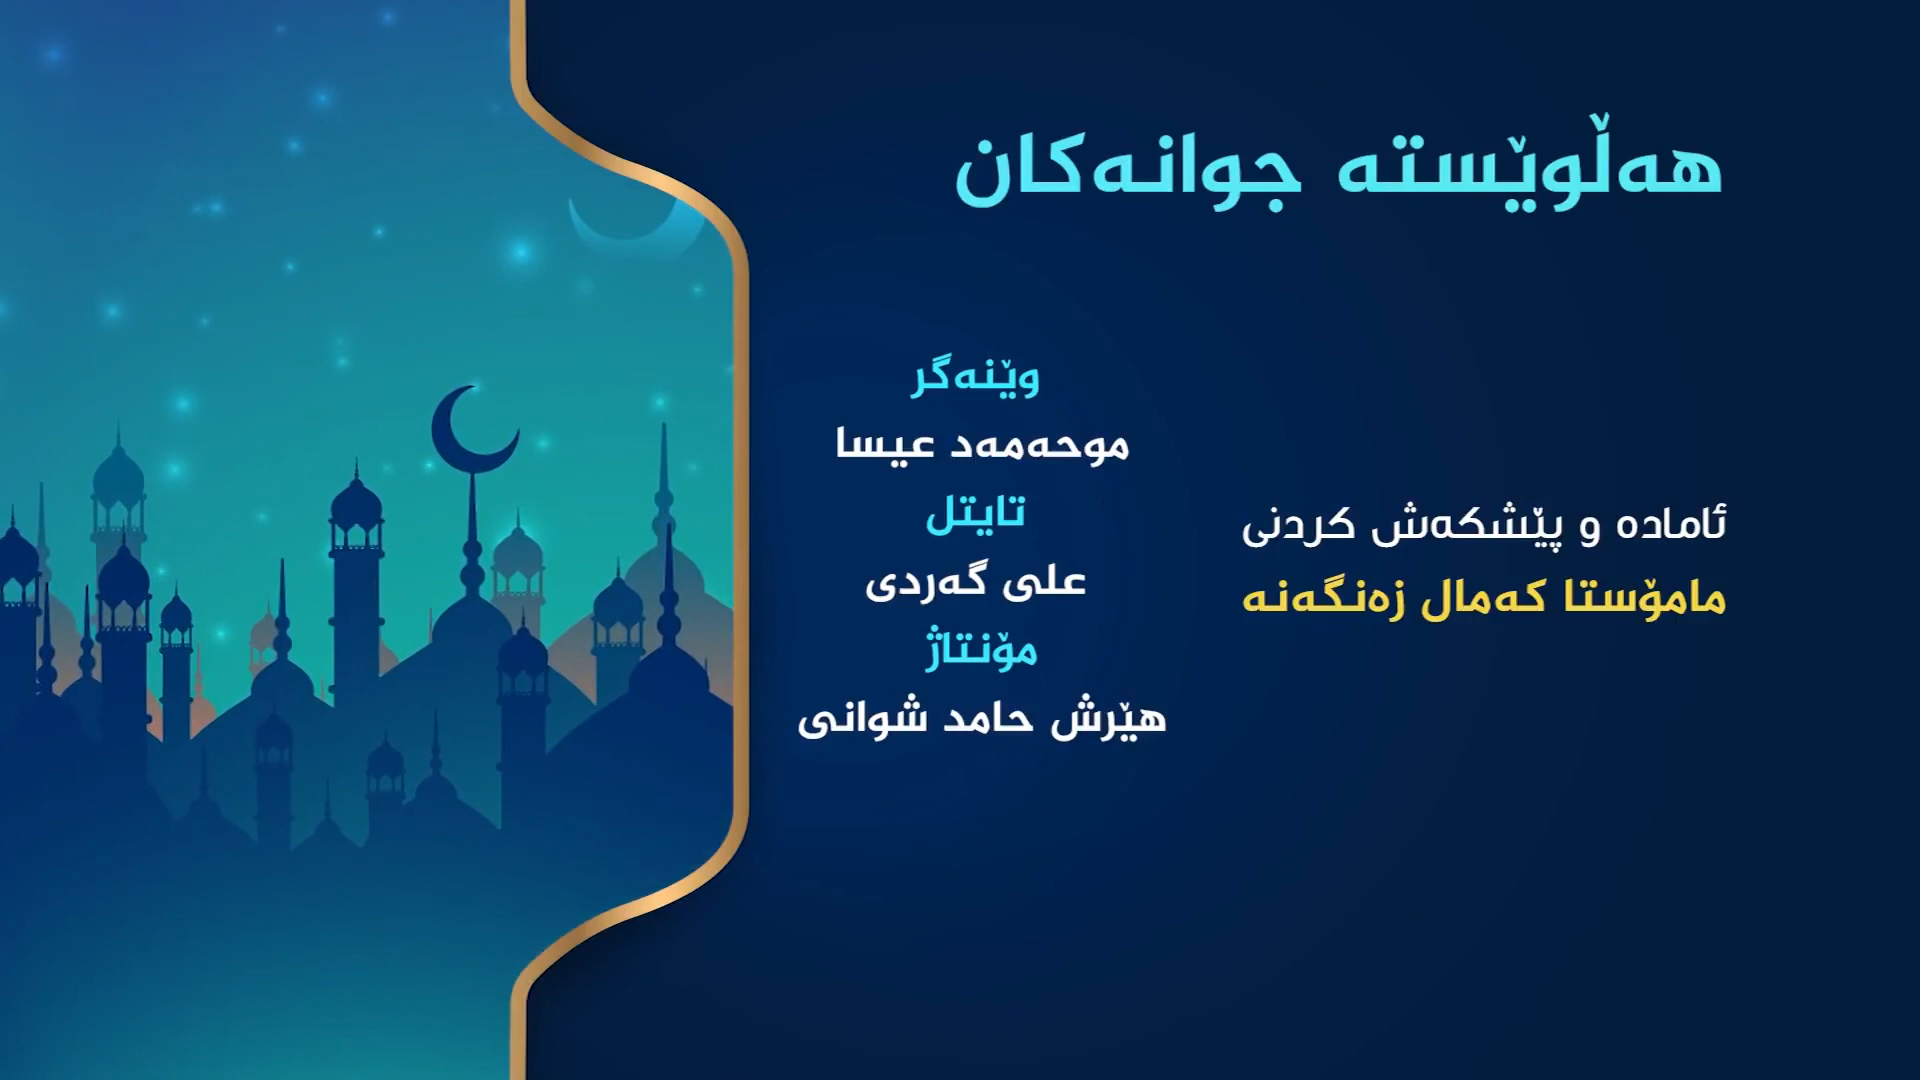 هەڵوێستە جوانەکان
ئامادە و پێشکەش کردنی
مامۆستا کەمال زەنگەنە
وێنەگر
موحەمەد عیسا
تایتل
علی گەردی
مۆنتاژ
هێرش حامد شوانی